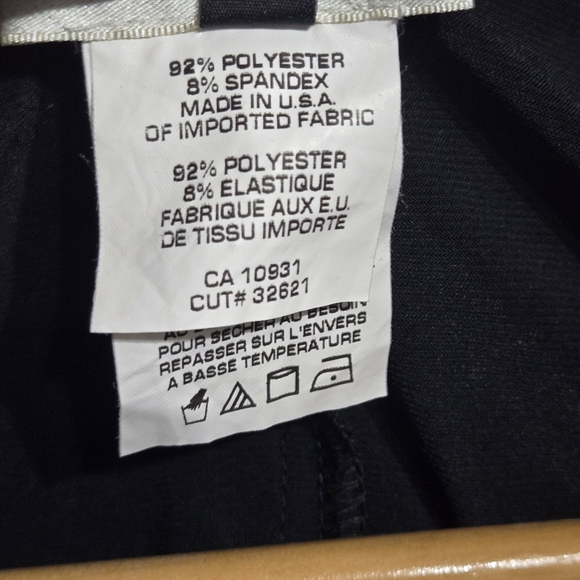 92% POLYESTER
8% SPANDEX
MADE IN U.S.A.
OF IMPORTED FABRIC
92% POLYESTER
8% ELASTIQUE
FABRIQUE AUX E.U.
DE TISSU IMPORTE
CA 10931
CUT# 32621
AU BESOIN
POUR SECHER
REPASSER SUR L'ENVERS
A BASSE TEMPERATURE